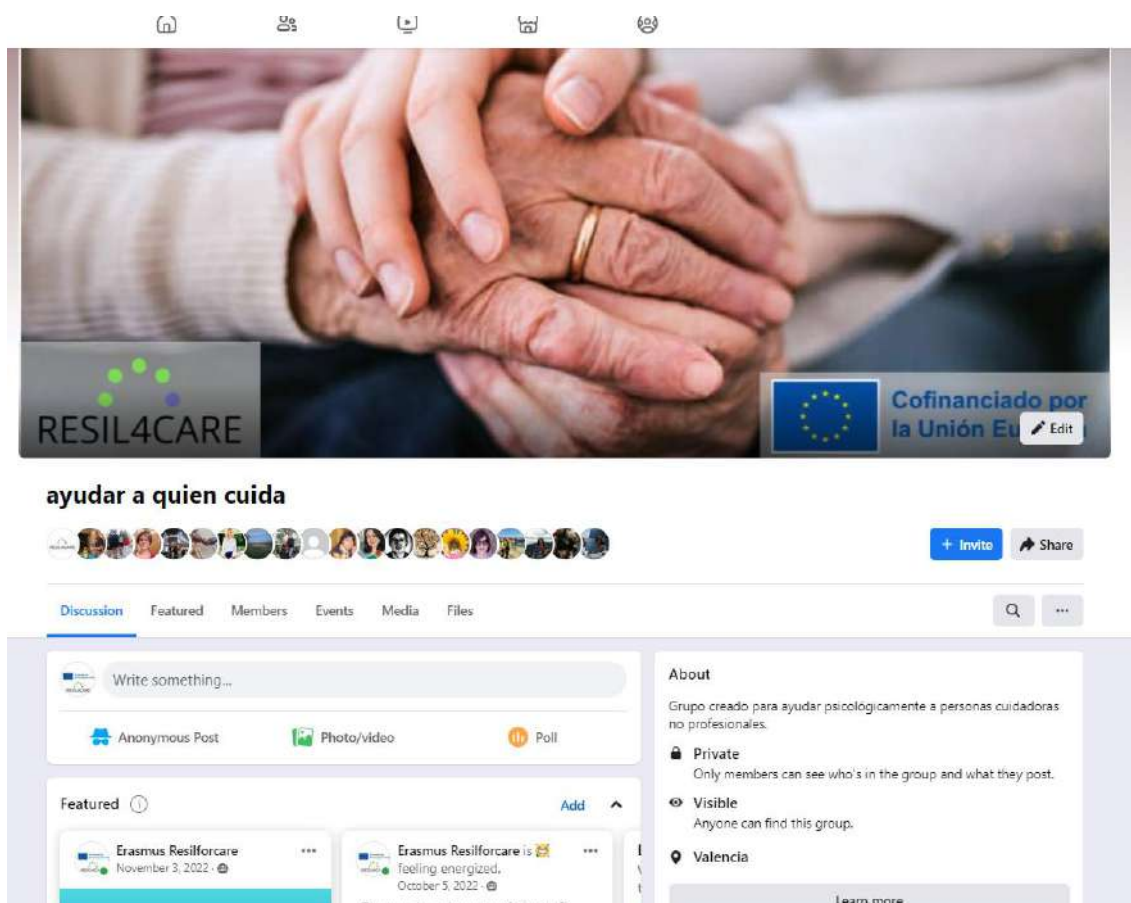 RESIL4CARE
Cofinanciado por
la Unión Eu
Edit
ayudar a quien cuida
+ Invite
Share
Discussion Featured Members Events Media Files
Write something...
Anonymous Post Photo/video Poll
Featured
Add
Erasmus Resilforcare
November 3, 2022
Erasmus Resilforcare is
feeling energized.
October 5, 2022
About
Grupo creado para ayudar psicológicamente a personas cuidadoras
no profesionales.
Private
Only members can see who's in the group and what they post.
Visible
Anyone can find this group.
Valencia
Learn more